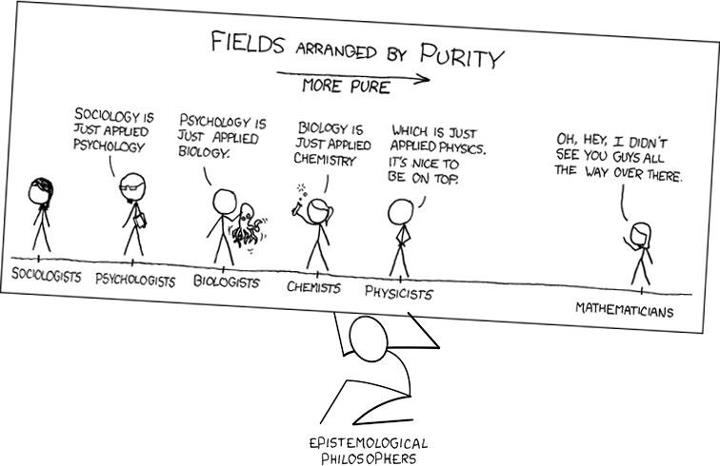 FIELDS ARRANGED BY PURITY
MORE PURE
SOCIOLOGY IS
JUST APPLIED
PSYCHOLOGY
PSYCHOLOGY IS
JUST APPLIED
BIOLOGY.
BIOLOGY IS
JUST APPLIED
CHEMISTRY
WHICH IS JUST
APPLIED PHYSICS.
IT'S NICE TO
BE ON TOP.
OH, HEY, I DIDN'T
SEE YOU GUYS ALL
THE WAY OVER THERE.
SOCIOLOGISTS
PSYCHOLOGISTS
BIOLOGISTS
CHEMISTS
PHYSICISTS
MATHEMATICIANS
EPISTEMOLOGICAL
PHILOSOPHERS